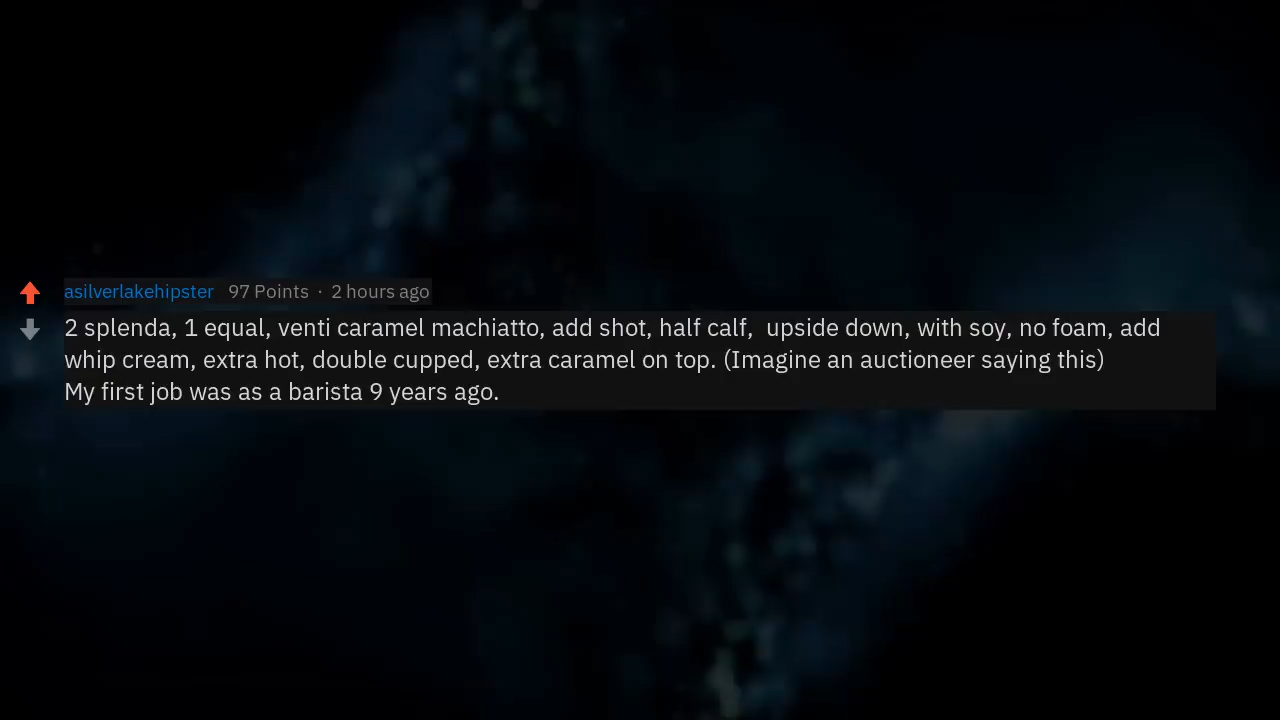 asilverlakehipster 97 Points · 2 hours ago
2 splenda, 1 equal, venti caramel machiatto, add shot, half calf,  upside down, with soy, no foam, add
whip cream, extra hot, double cupped, extra caramel on top. (Imagine an auctioneer saying this)
My first job was as a barista 9 years ago.